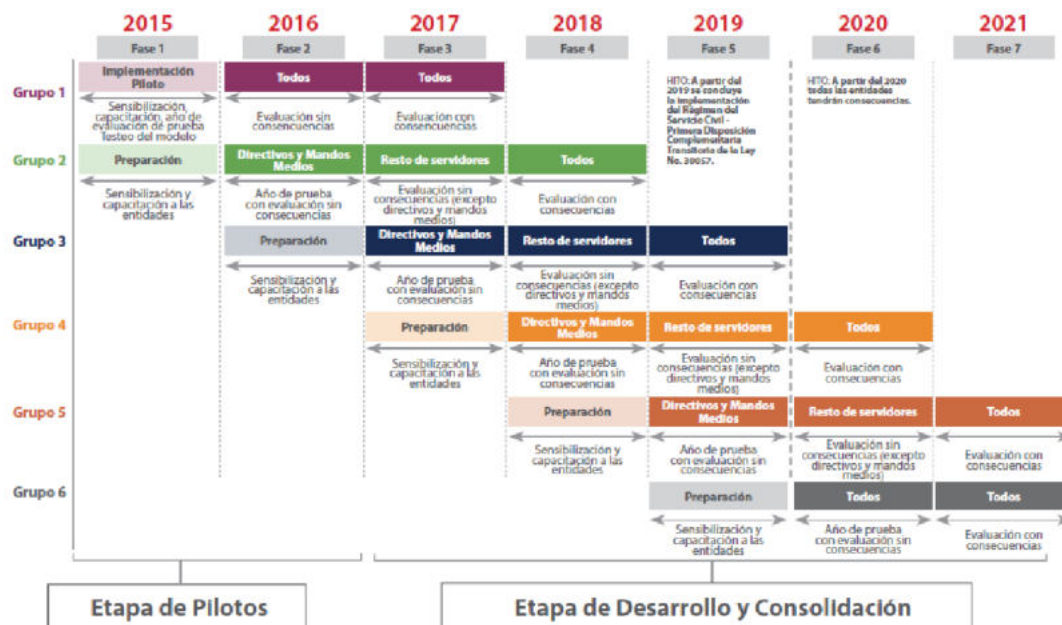 2015 2016 2017 2018 2019 2020 2021
Fase 1 Fase 2 Fase 3 Fase 4 Fase 5 Fase 6 Fase 7
Grupo 1
Implementación
Piloto
Todos
Todos
Sensibilización,
capacitación, año de
evaluación de prueba
Testeo del modelo
Evaluación sin
consencuencias
Evaluación con
consecuencias
HITO: A partir del
2019 se concluye
la implementación
del Régimen del
Servicio Civil -
Primera Disposición
Complementaria
Transitorio de la Ley
No. 30057.
HITO: A partir del 2020
todas las entidades
tendrán consecuencias.
Grupo 2
Preparación
Directivos y Mandos
Medios
Resto de servidores
Todos
Sensibilización y
capacitación a las
entidades
Año de prueba
con evaluación sin
consecuencias
Evaluación sin
consecuencias (excepto
directivos y mandos
medios)
Evaluación con
consecuencias
Grupo 3
Preparación
Directivos y Mandos
Medios
Resto de servidores
Todos
Sensibilización y
capacitación a las
entidades
Año de prueba
con evaluación sin
consecuencias
Evaluación sin
consecuencias (excepto
directivos y mandos
medios)
Evaluación con
consecuencias
Grupo 4
Preparación
Directivos y Mandos
Medios
Resto de servidores
Todos
Sensibilización y
capacitación a las
entidades
Año de prueba
con evaluación sin
consecuencias
Evaluación sin
consecuencias (excepto
directivos y mandos
medios)
Evaluación con
consecuencias
Grupo 5
Preparación
Directivos y Mandos
Medios
Resto de servidores
Todos
Sensibilización y
capacitación a las
entidades
Año de prueba
con evaluación sin
consecuencias
Evaluación sin
consecuencias (excepto
directivos y mandos
medios)
Evaluación con
consecuencias
Grupo 6
Preparación
Todos
Todos
Sensibilización y
capacitación a las
entidades
Año de prueba
con evaluación sin
consecuencias
Evaluación con
consecuencias
Etapa de Pilotos
Etapa de Desarrollo y Consolidación